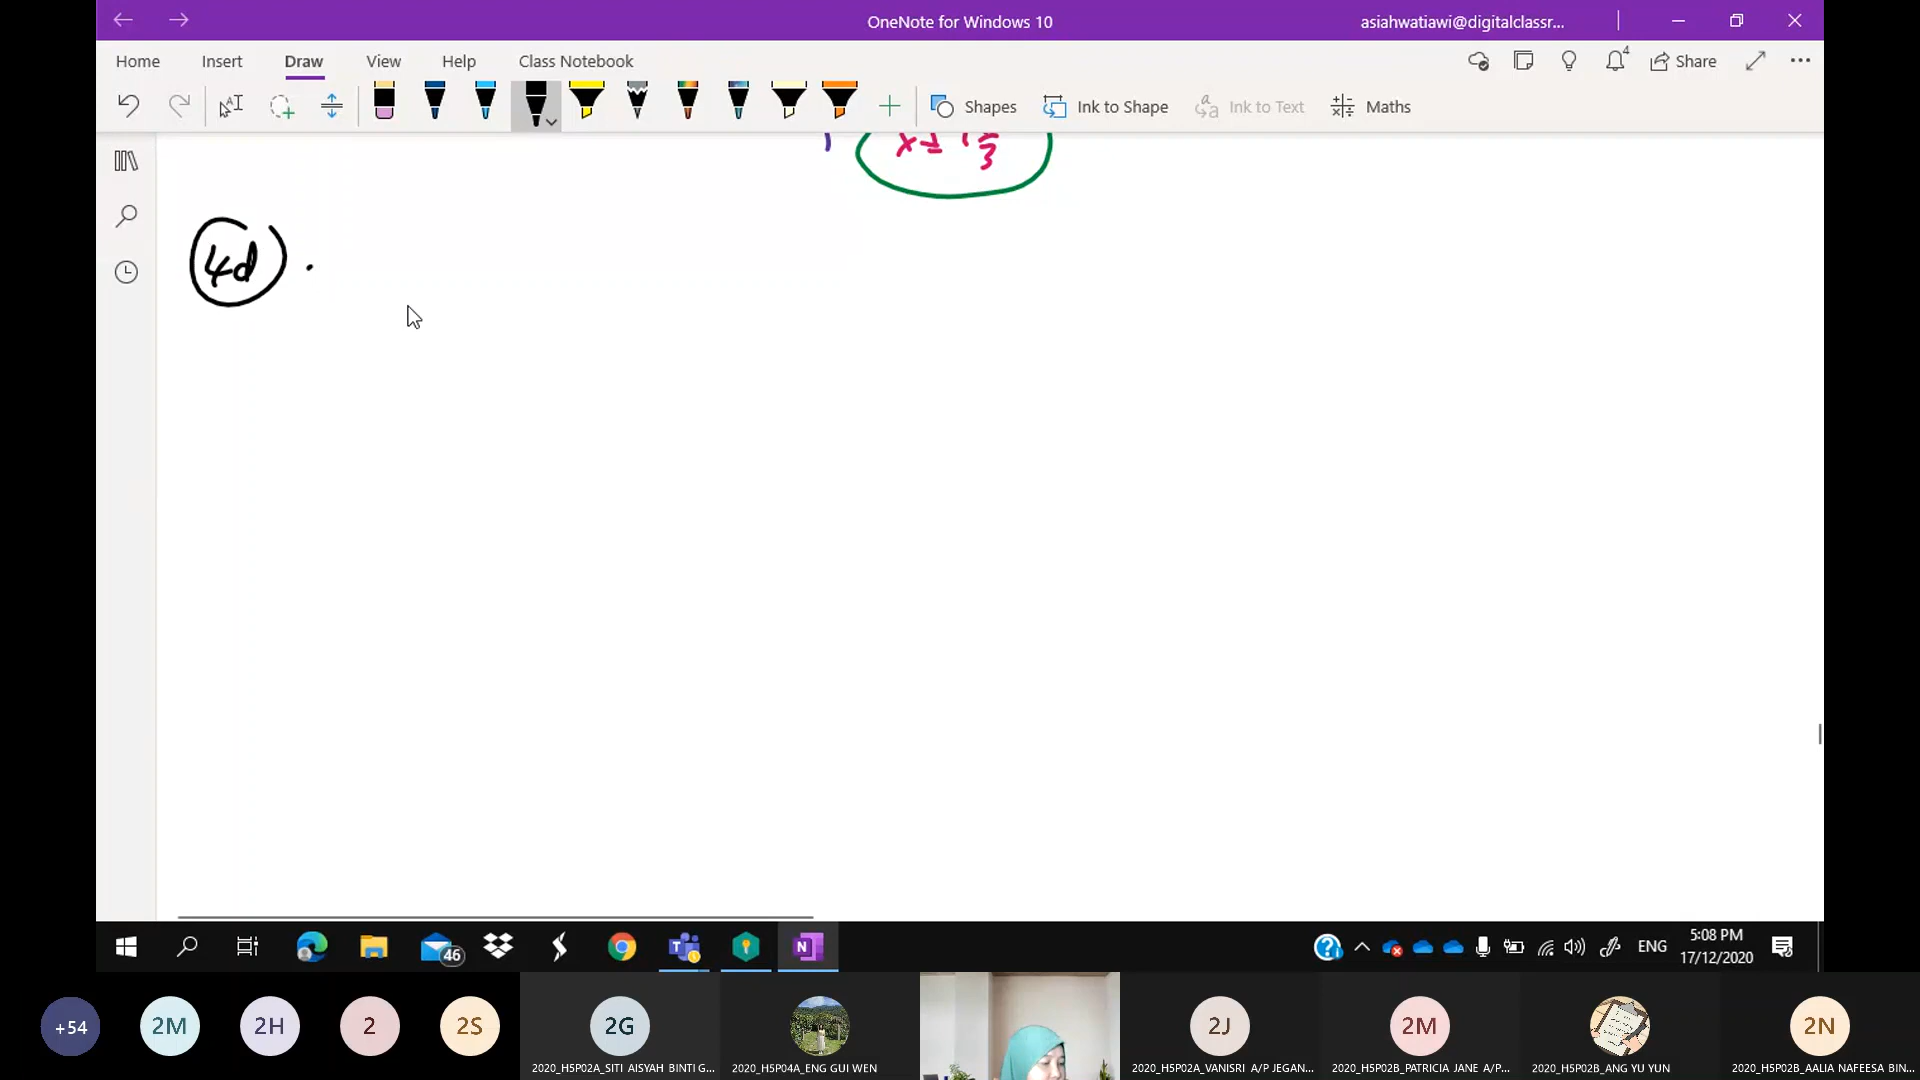 OneNote for Windows 10
asiahwatiawi@digitalclassr...
Home Insert Draw View Help Class Notebook
4
Share
Shapes
Ink to Shape
Ink to Text
Maths
4d) .
46
ENG
5:08 PM
17/12/2020
+54
2M
2H
2
2S
2G
2020_H5P02A_SITI AISYAH BINTI G...
2020_H5P04A_ENG GUI WEN
2J
2020_H5P02A_VANISRI A/P JEGAN...
2M
2020_H5P02B_PATRICIA JANE A/P...
2020_H5P02B_ANG YU YUN
2N
2020_H5P02B_AALIA NAFEESA BIN...